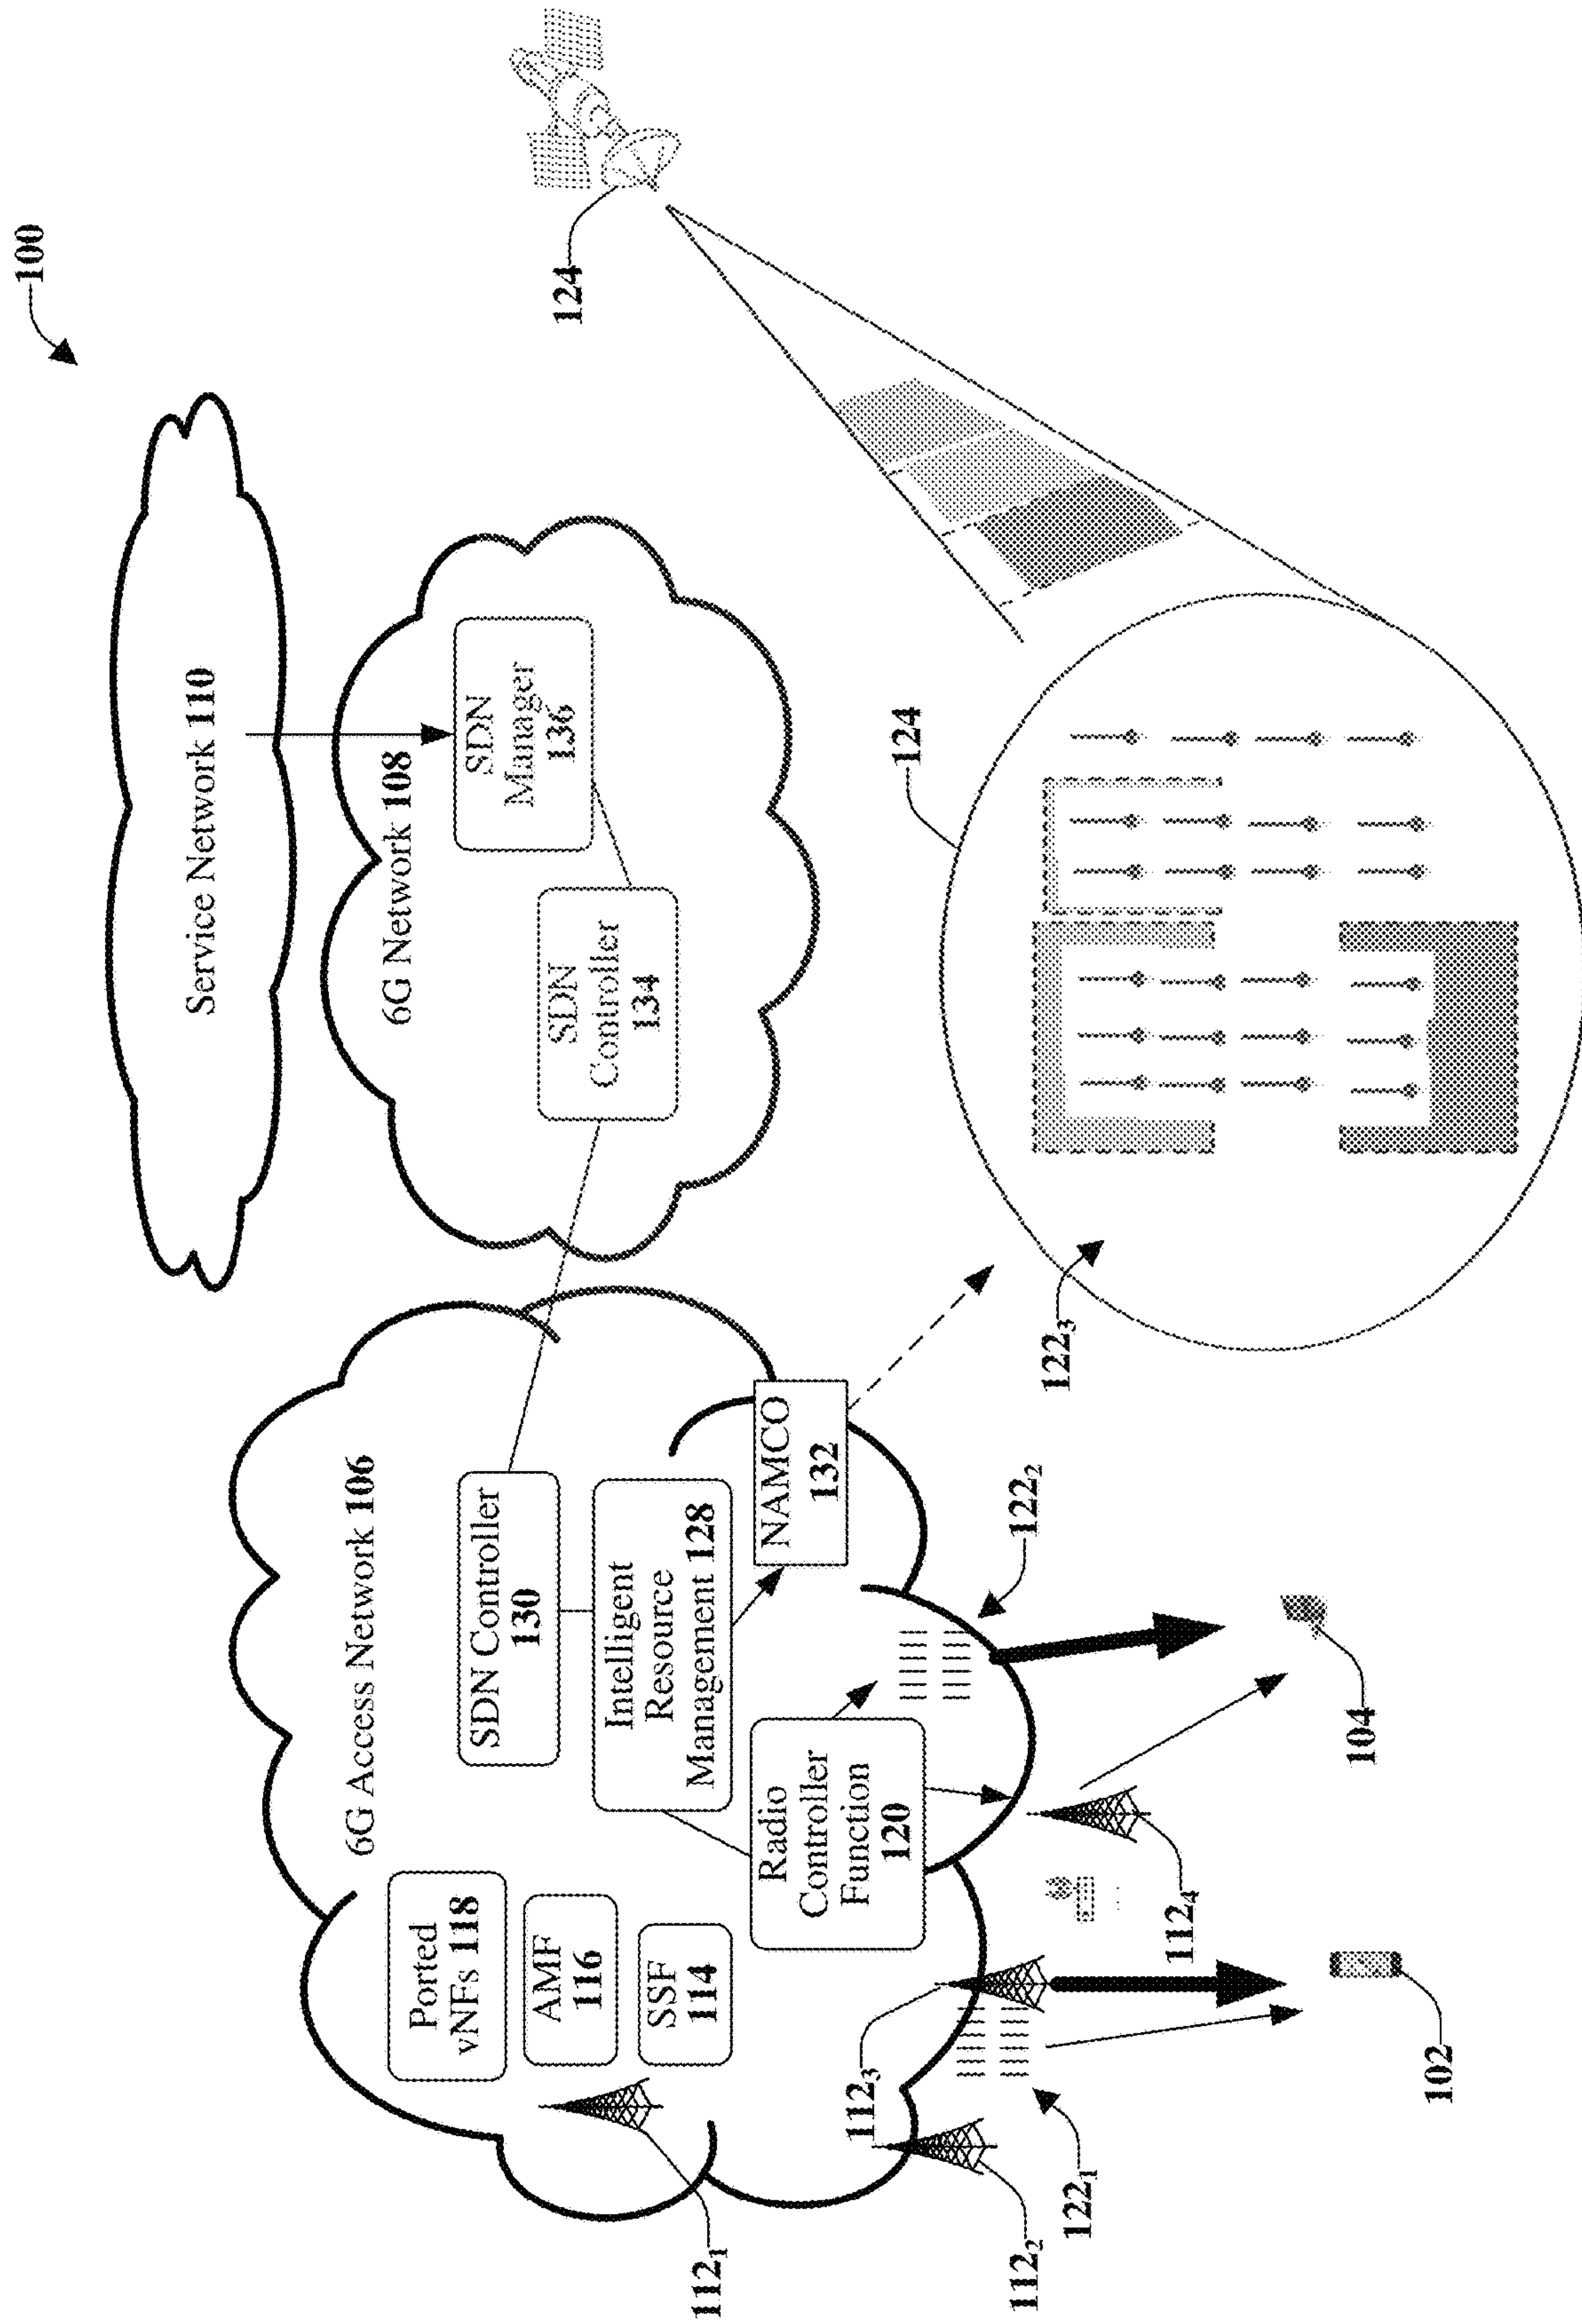 100
Service Network 110
6G Network 108
SDN
Manager
136
SDN
Controller
134
124
6G Access Network 106
SDN Controller
130
Intelligent
Resource
Management 128
NAMCO
132
Ported
vNFs 118
AMF
116
SSF
114
Radio
Controller
Function
120
124
122₃
122₂
104
112₄
112₃
102
122₁
112₂
112₁